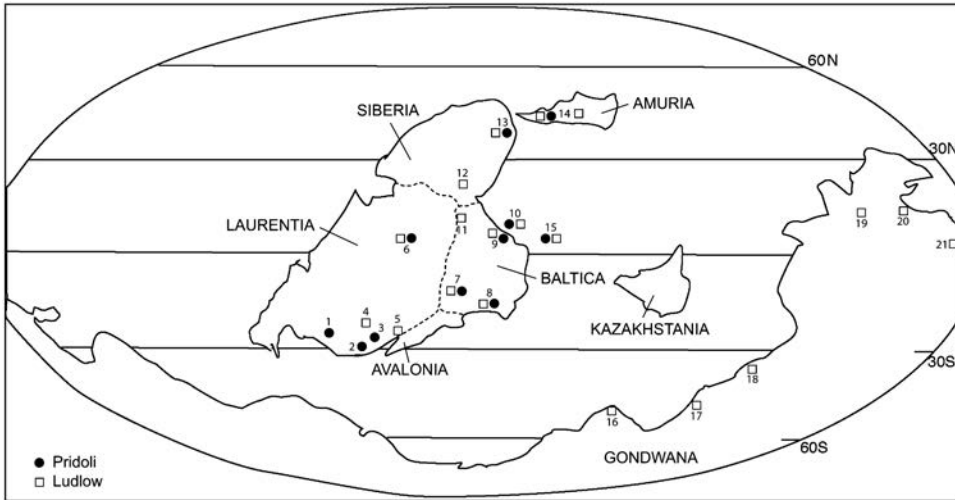 60N
SIBERIA
AMURIA
13
14
30N
12
LAURENTIA
10
11
9
15
19
20
21
6
BALTICA
7
8
KAZAKHSTANIA
1
4
3
5
2
AVALONIA
30S
18
16
17
60S
GONDWANA
Pridoli
Ludlow